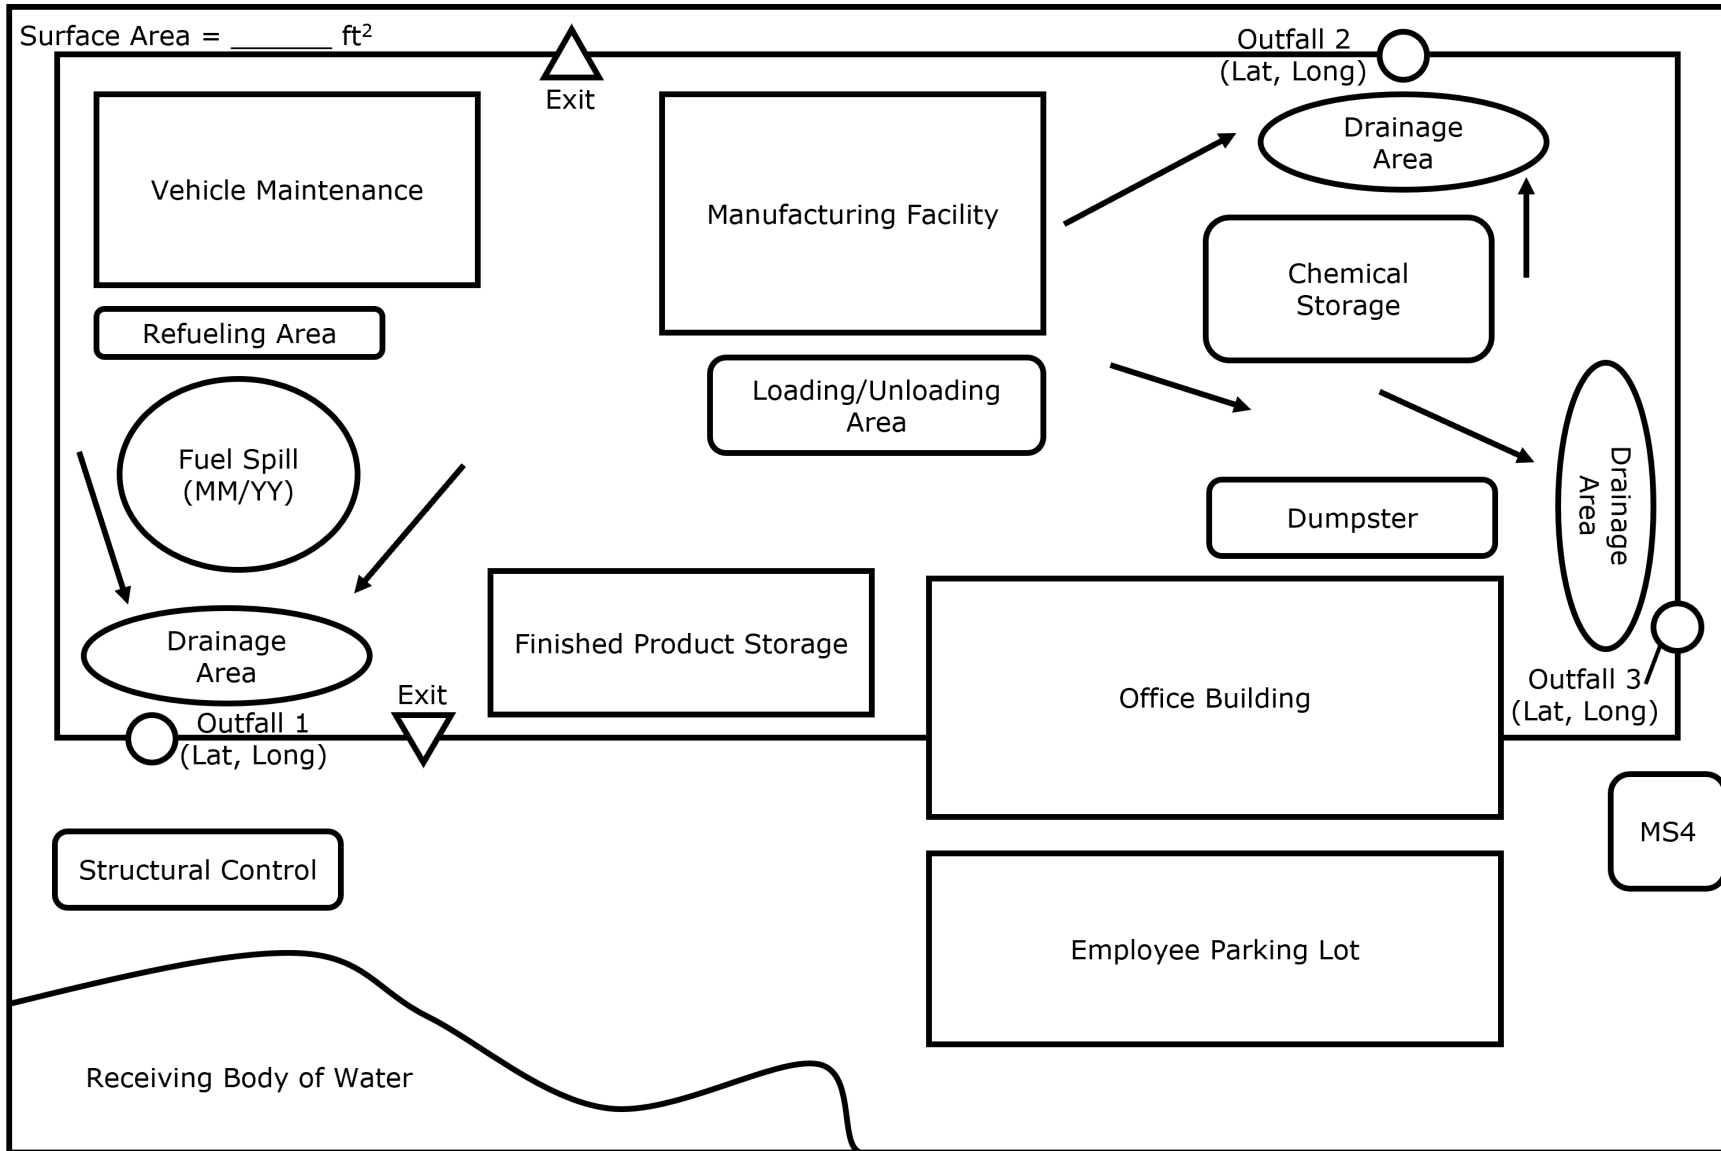 Surface Area = ______ ft²
Exit
Outfall 2
(Lat, Long)
Vehicle Maintenance
Manufacturing Facility
Drainage
Area
Chemical
Storage
Refueling Area
Loading/Unloading
Area
Fuel Spill
(MM/YY)
Drainage
Area
Dumpster
Drainage
Area
Finished Product Storage
Office Building
Exit
Outfall 1
(Lat, Long)
Outfall 3
(Lat, Long)
MS4
Structural Control
Employee Parking Lot
Receiving Body of Water